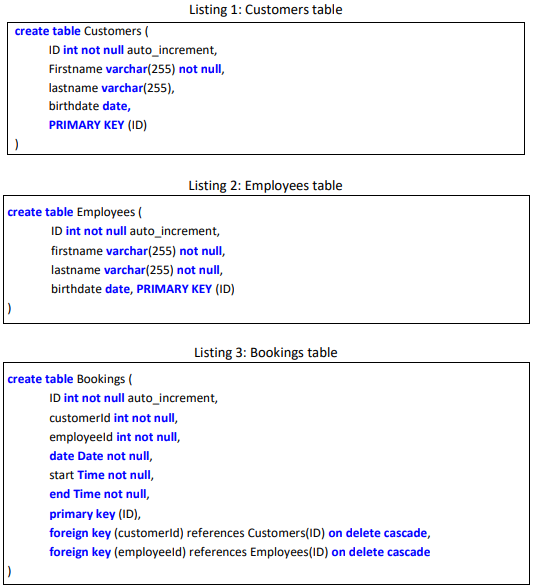 Listing 1: Customers table
create table Customers (
ID int not null auto_increment,
Firstname varchar(255) not null,
lastname varchar(255),
birthdate date,
PRIMARY KEY (ID)
)
Listing 2: Employees table
create table Employees (
ID int not null auto_increment,
firstname varchar(255) not null,
lastname varchar(255) not null,
birthdate date, PRIMARY KEY (ID)
)
Listing 3: Bookings table
create table Bookings (
ID int not null auto_increment,
customerId int not null,
employeeId int not null,
date Date not null,
start Time not null,
end Time not null,
primary key (ID),
foreign key (customerId) references Customers(ID) on delete cascade,
foreign key (employeeId) references Employees(ID) on delete cascade
)